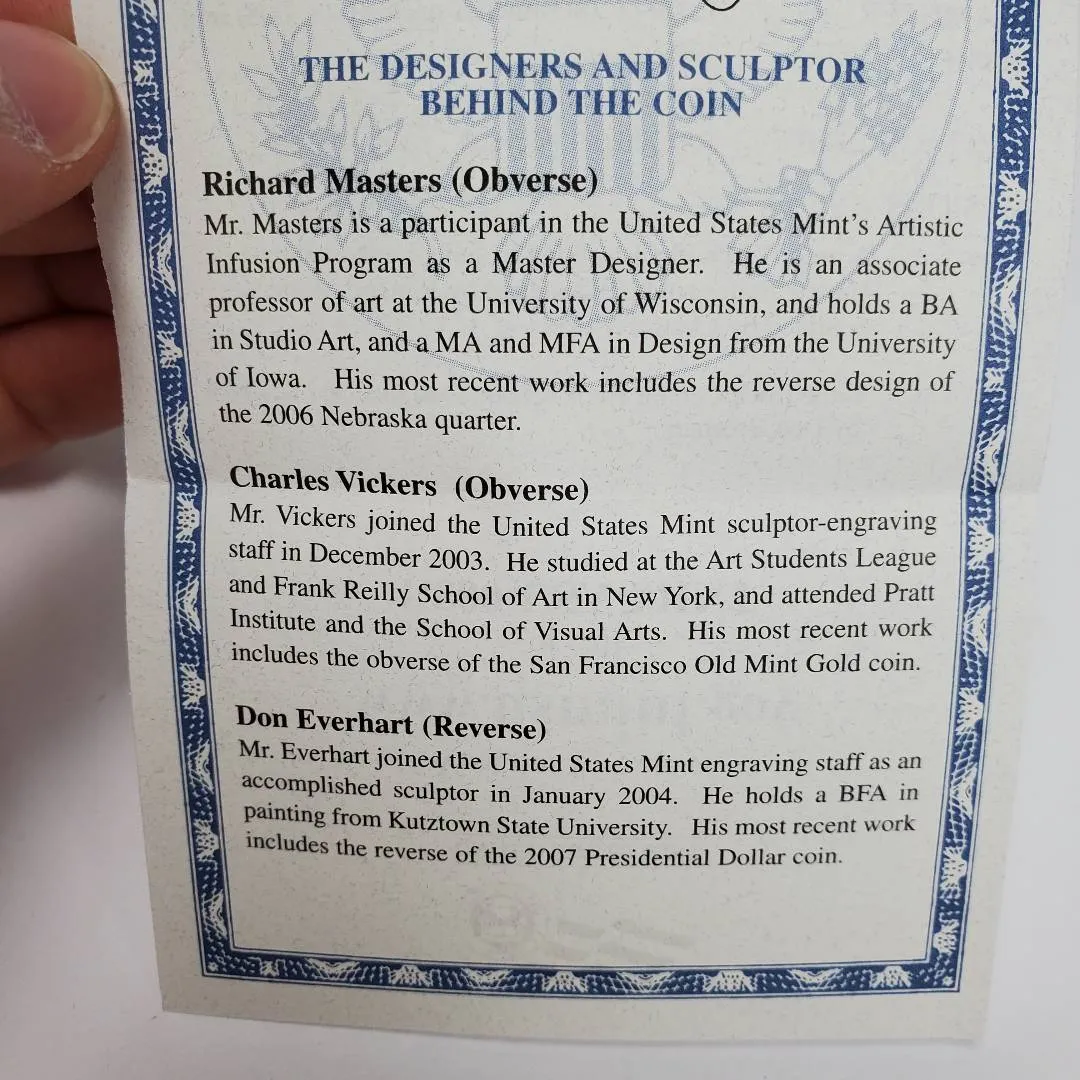 THE DESIGNERS AND SCULPTOR
BEHIND THE COIN
Richard Masters (Obverse)
Mr. Masters is a participant in the United States Mint's Artistic
Infusion Program as a Master Designer. He is an associate
professor of art at the University of Wisconsin, and holds a BA
in Studio Art, and a MA and MFA in Design from the University
of Iowa. His most recent work includes the reverse design of
the 2006 Nebraska quarter.
Charles Vickers (Obverse)
Mr. Vickers joined the United States Mint sculptor-engraving
staff in December 2003. He studied at the Art Students League
and Frank Reilly School of Art in New York, and attended Pratt
Institute and the School of Visual Arts. His most recent work
includes the obverse of the San Francisco Old Mint Gold coin.
Don Everhart (Reverse)
Mr. Everhart joined the United States Mint engraving staff as an
accomplished sculptor in January 2004. He holds a BFA in
painting from Kutztown State University. His most recent work
includes the reverse of the 2007 Presidential Dollar coin.